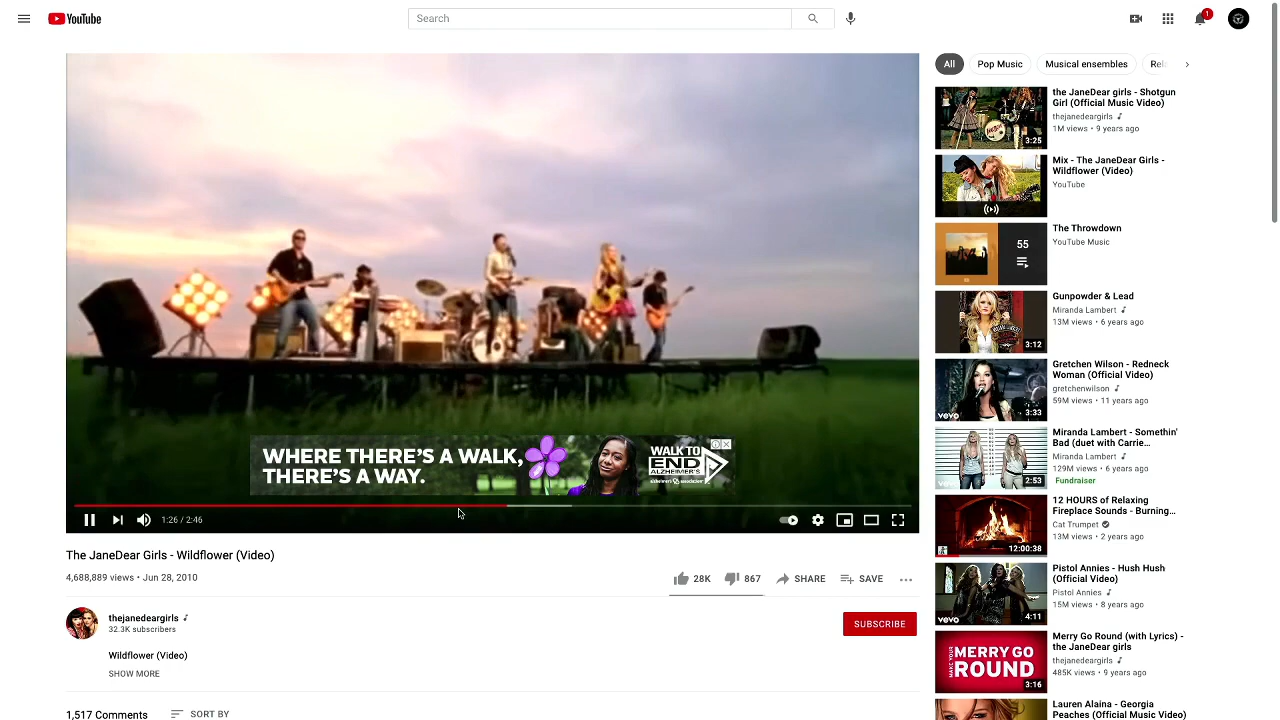 YouTube
Search
1
WHERE THERE'S A WALK,
THERE'S A WAY.
WALK TO
END
ALZHEIMER'S
alzheimer's association
1:26 / 2:46
The JaneDear Girls - Wildflower (Video)
4,688,889 views • Jun 28, 2010
28K
867
SHARE
SAVE
thejanedeargirls
32.3K subscribers
SUBSCRIBE
Wildflower (Video)
SHOW MORE
1,517 Comments
SORT BY
All
Pop Music
Musical ensembles
the JaneDear girls - Shotgun
Girl (Official Music Video)
thejanedeargirls
1M views • 9 years ago
3:25
Mix - The JaneDear Girls -
Wildflower (Video)
YouTube
The Throwdown
YouTube Music
55
Gunpowder & Lead
Miranda Lambert
13M views • 6 years ago
3:12
Gretchen Wilson - Redneck
Woman (Official Video)
gretchenwilson
59M views • 11 years ago
vevo
3:33
Miranda Lambert - Somethin'
Bad (duet with Carrie...
Miranda Lambert
129M views • 6 years ago
Fundraiser
vevo
2:53
12 HOURS of Relaxing
Fireplace Sounds - Burning...
Cat Trumpet
13M views • 2 years ago
12:00:38
Pistol Annies - Hush Hush
(Official Video)
Pistol Annies
15M views • 8 years ago
vevo
4:11
Merry Go Round (with Lyrics) -
the JaneDear girls
thejanedeargirls
485K views • 9 years ago
MERRY GO
ROUND
3:16
Lauren Alaina - Georgia
Peaches (Official Music Video)